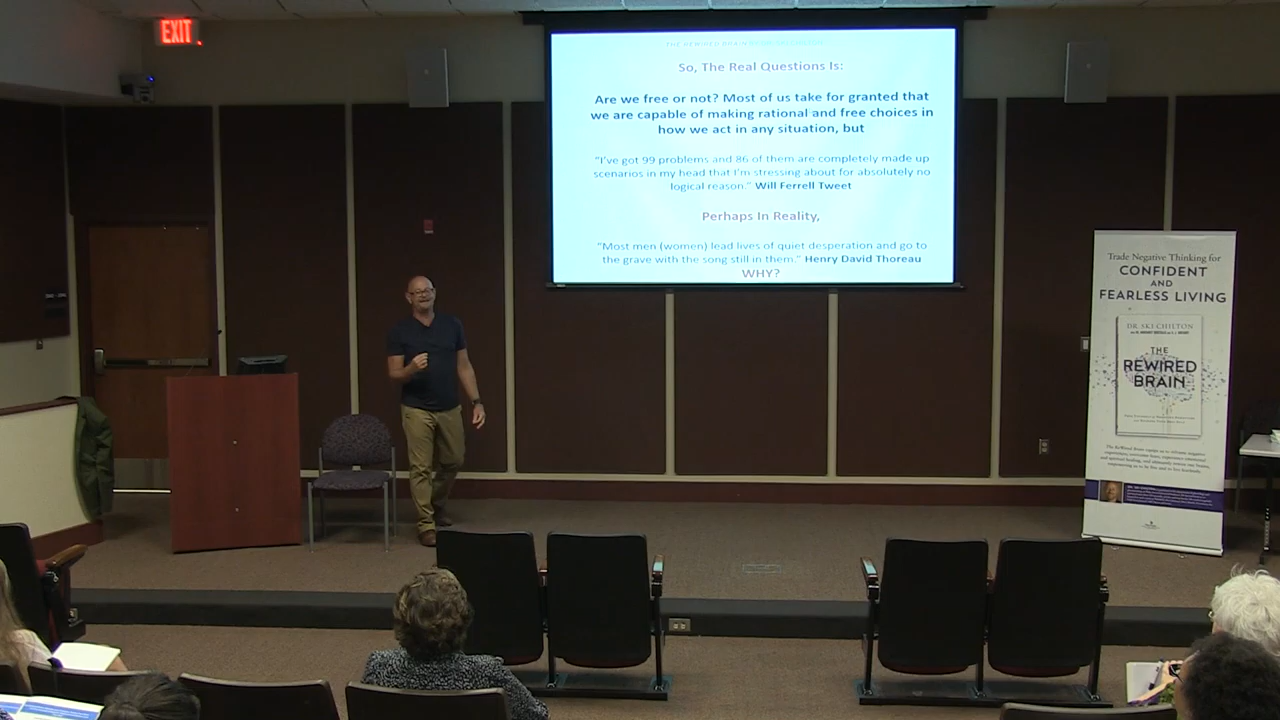 EXIT
THE REWIRED BRAIN
So, The Real Questions Is:
Are we free or not? Most of us take for granted that
we are capable of making rational and free choices in
how we act in any situation, but
"I've got 99 problems and 86 of them are completely made up
scenarios in my head that I'm stressing about for absolutely no
logical reason." Will Ferrell Tweet
Perhaps In Reality,
"Most men (women) lead lives of quiet desperation and go to
the grave with the song still in them." Henry David Thoreau
WHY?
Trade Negative Thinking for
CONFIDENT
AND
FEARLESS LIVING
DR. SKI CHILTON
THE
REWIRED
BRAIN